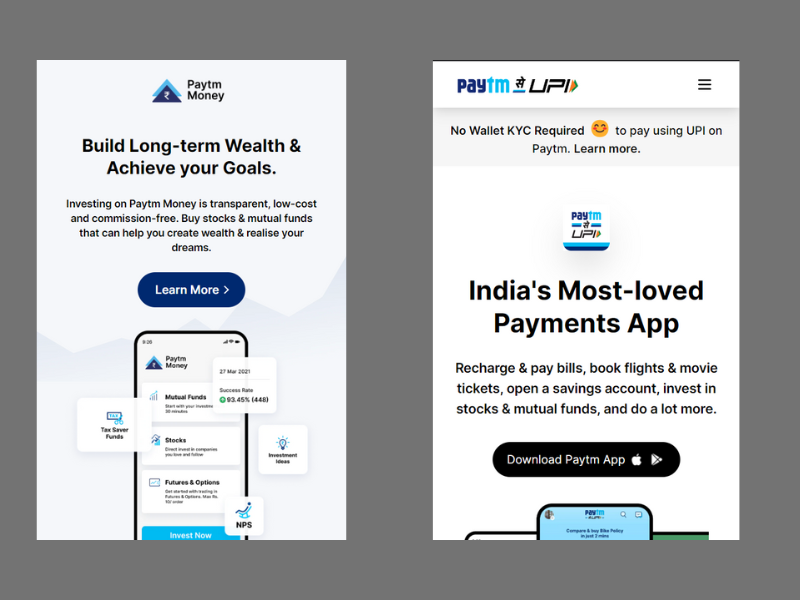 Paytm
Money
Build Long-term Wealth &
Achieve your Goals.
Investing on Paytm Money is transparent, low-cost
and commission-free. Buy stocks & mutual funds
that can help you create wealth & realise your
dreams.
Learn More
9:06
Paytm
Money
27 Mar 2021
Success Rate
93.45% (448)
Mutual Funds
Start with your investme
30 minutes
TAX
Tax Saver
Funds
Stocks
Direct invest in companies
you love and follow
Investment
Ideas
Futures & Options
Get started with trading in
Futures & Options. Max Rs.
10/ order
NPS
Invest Now
paytm से UPI
No Wallet KYC Required 😊 to pay using UPI on
Paytm. Learn more.
paytm
से
UPI
India's Most-loved
Payments App
Recharge & pay bills, book flights & movie
tickets, open a savings account, invest in
stocks & mutual funds, and do a lot more.
Download Paytm App
paytm
UPI
Compare & buy Bike Policy
in just 2 mins